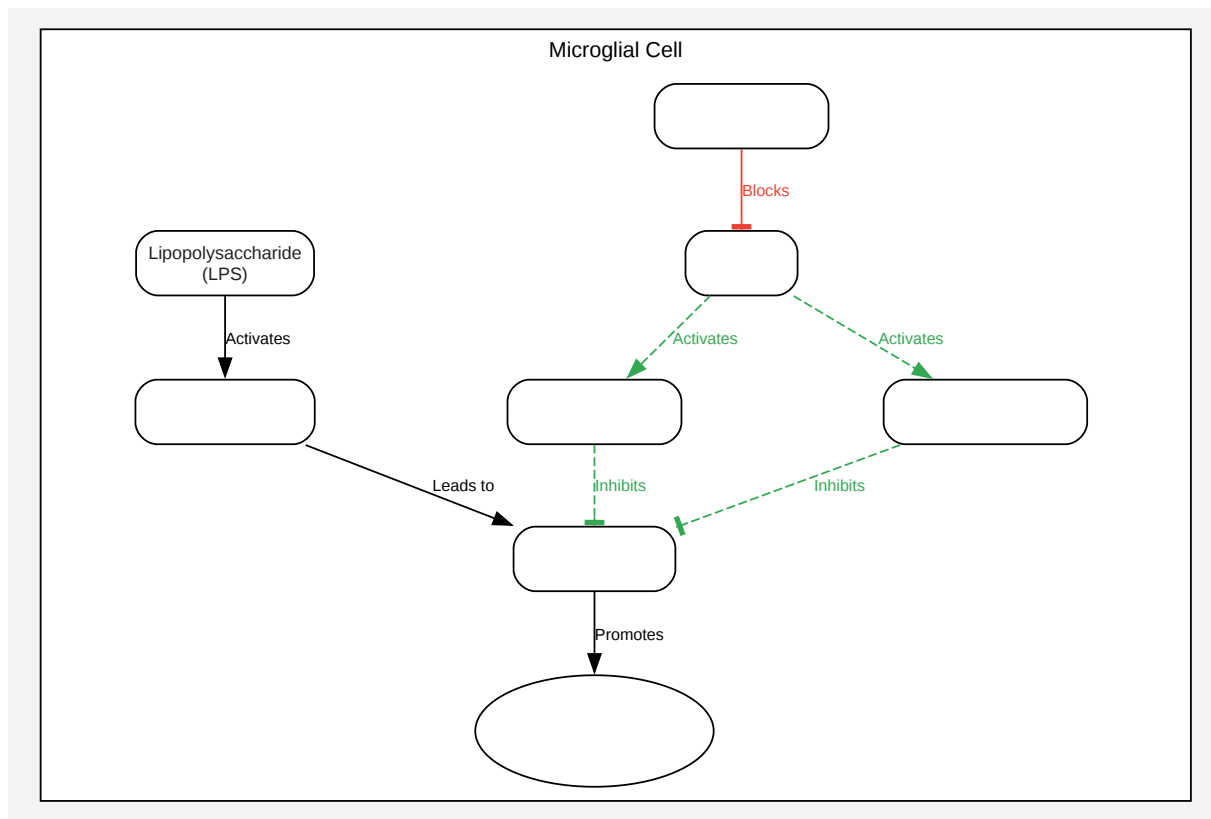 Microglial Cell
Blocks
Lipopolysaccharide
(LPS)
Activates
Activates
Activates
Leads to
Inhibits
Inhibits
Promotes